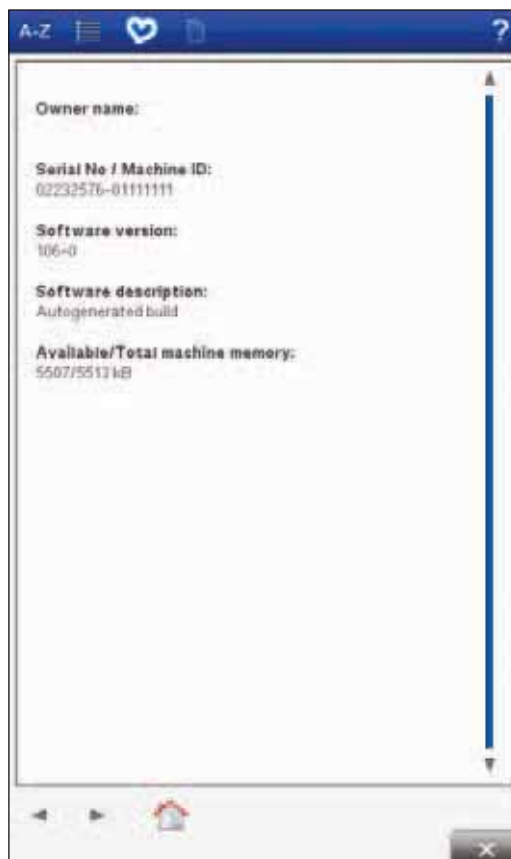 A-Z
?
Owner name:
Serial No / Machine ID:
02232576-01111111
Software version:
106-0
Software description:
Autogenerated build
Available/Total machine memory:
5507/5513 kB